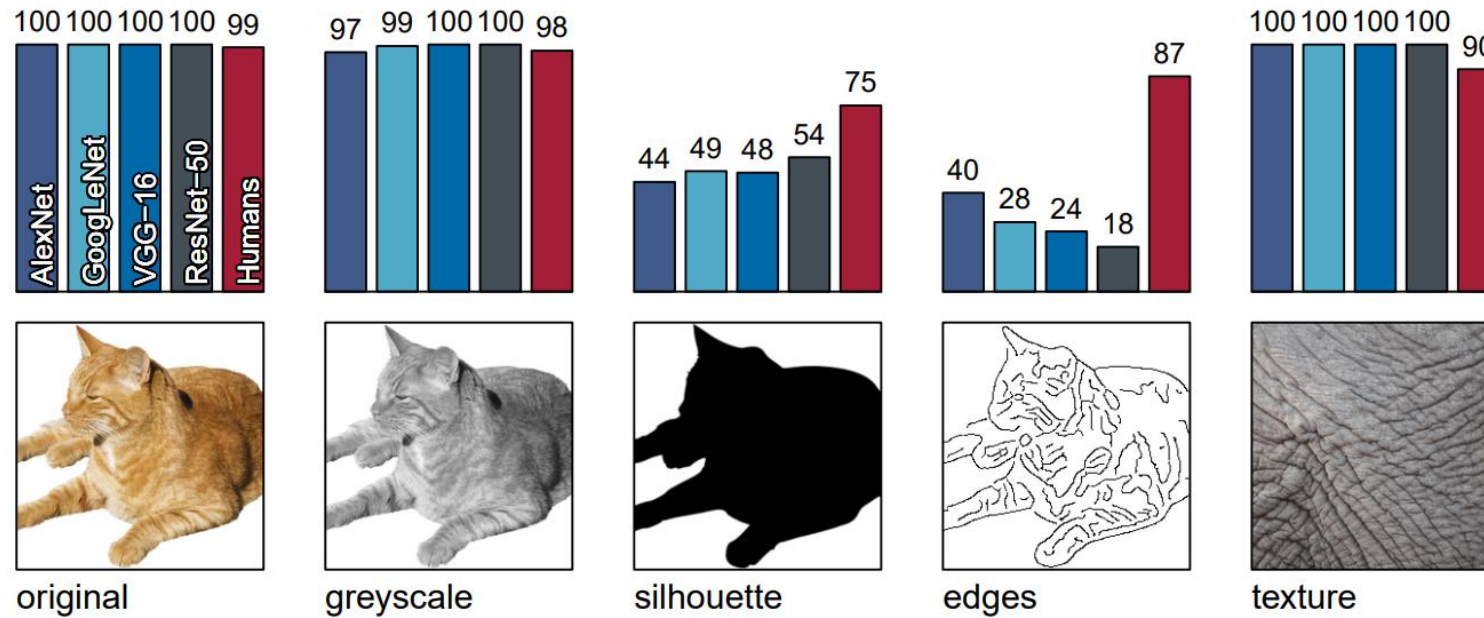 100 100 100 100 99
97 99 100 100 98
44 49 48 54 75
40 28 24 18 87
100 100 100 100 90
AlexNet
GoogLeNet
VGG-16
ResNet-50
Humans
original
greyscale
silhouette
edges
texture